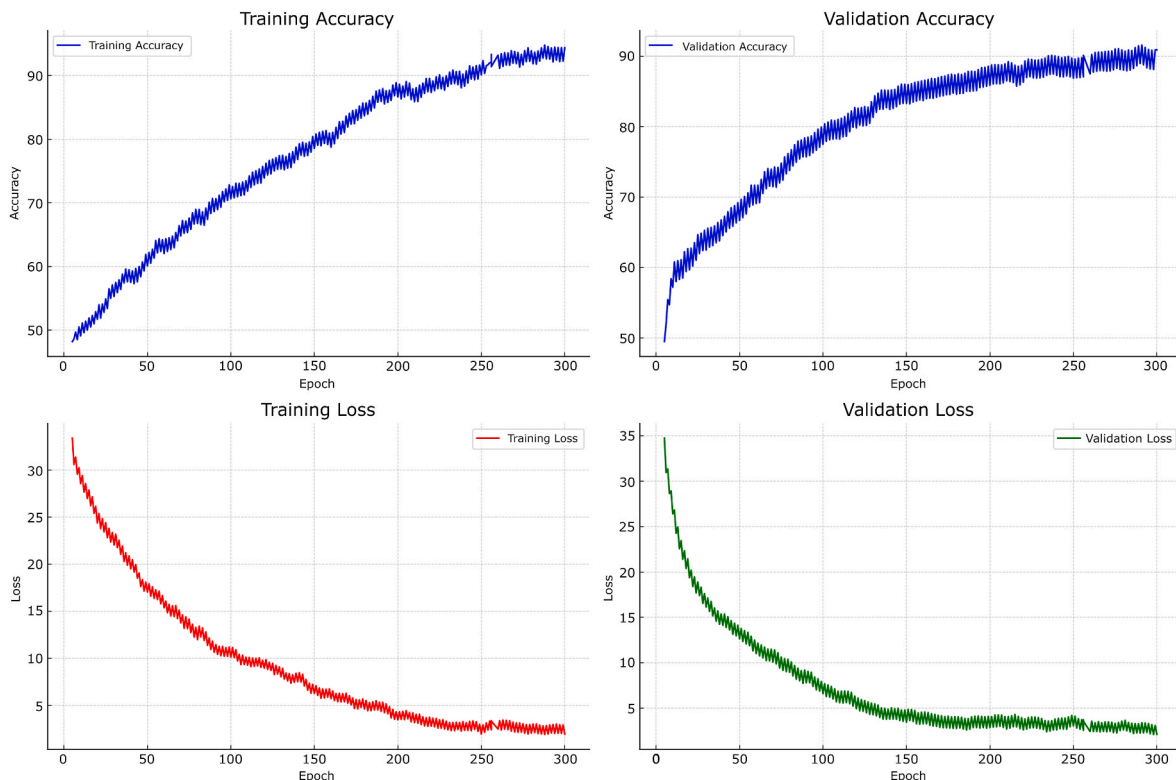 Training Accuracy
Training Accuracy
90
80
70
60
50
Accuracy
0 50 100 150 200 250 300
Epoch
Validation Accuracy
Validation Accuracy
90
80
70
60
50
Accuracy
0 50 100 150 200 250 300
Epoch
Training Loss
Training Loss
30
25
20
15
10
5
Loss
0 50 100 150 200 250 300
Epoch
Validation Loss
Validation Loss
35
30
25
20
15
10
5
Loss
0 50 100 150 200 250 300
Epoch